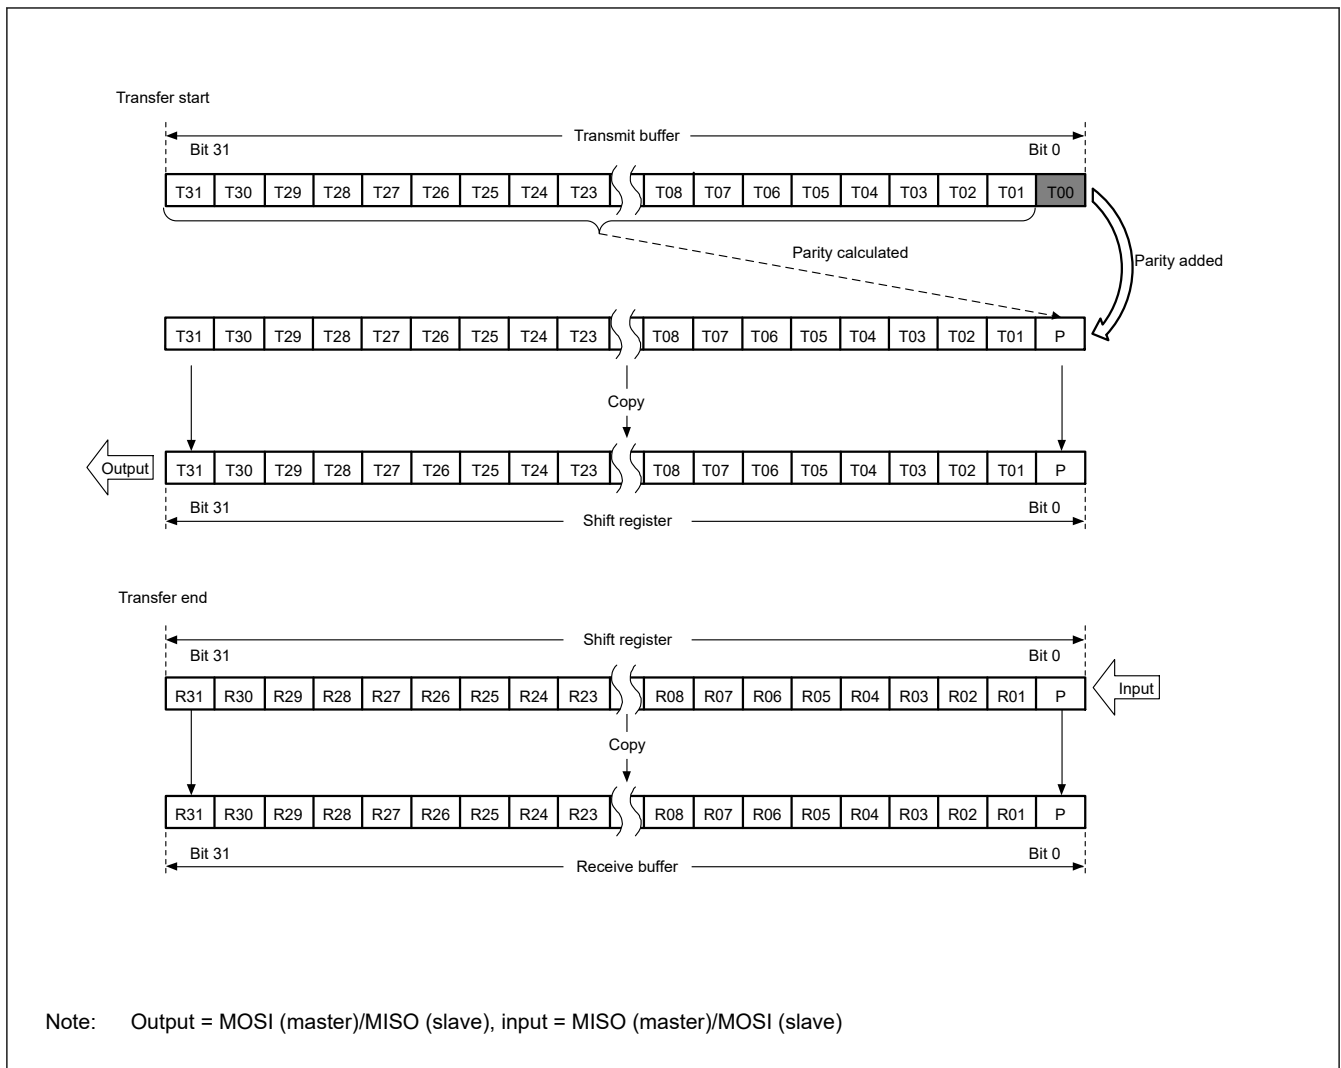 Transfer start
Transmit buffer
Bit 31 Bit 0
T31 T30 T29 T28 T27 T26 T25 T24 T23 T08 T07 T06 T05 T04 T03 T02 T01 T00
Parity calculated
Parity added
T31 T30 T29 T28 T27 T26 T25 T24 T23 T08 T07 T06 T05 T04 T03 T02 T01 P
Copy
Output T31 T30 T29 T28 T27 T26 T25 T24 T23 T08 T07 T06 T05 T04 T03 T02 T01 P
Bit 31 Bit 0
Shift register
Transfer end
Shift register
Bit 31 Bit 0
R31 R30 R29 R28 R27 R26 R25 R24 R23 R08 R07 R06 R05 R04 R03 R02 R01 P Input
Copy
R31 R30 R29 R28 R27 R26 R25 R24 R23 R08 R07 R06 R05 R04 R03 R02 R01 P
Bit 31 Bit 0
Receive buffer
Note: Output = MOSI (master)/MISO (slave), input = MISO (master)/MOSI (slave)